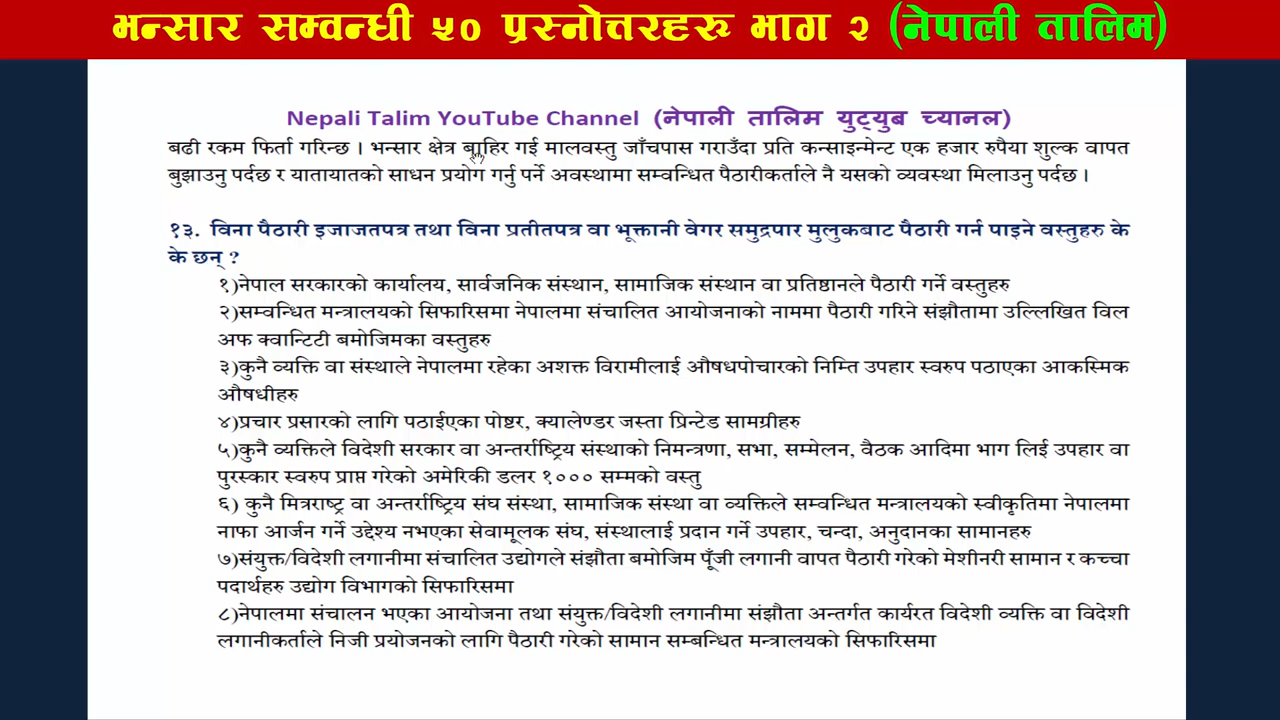 भन्सार सम्वन्धी ५० प्रस्नोत्तरहरु भाग २ (नेपाली तालिम)
Nepali Talim YouTube Channel (नेपाली तालिम युट्युब च्यानल)
बढी रकम फिर्ता गरिन्छ । भन्सार क्षेत्र बाहिर गई मालवस्तु जाँचपास गराउँदा प्रति कन्साइन्मेन्ट एक हजार रुपैया शुल्क वापत
बुझाउनु पर्दछ र यातायातको साधन प्रयोग गर्नु पर्ने अवस्थामा सम्वन्धित पैठारीकर्ताले नै यसको व्यवस्था मिलाउनु पर्दछ ।
१३. विना पैठारी इजाजतपत्र तथा विना प्रतीतपत्र वा भूक्तानी वेगर समुद्रपार मुलुकबाट पैठारी गर्न पाइने वस्तुहरु के
के छन् ?
१)नेपाल सरकारको कार्यालय, सार्वजनिक संस्थान, सामाजिक संस्थान वा प्रतिष्ठानले पैठारी गर्ने वस्तुहरु
२)सम्वन्धित मन्त्रालयको सिफारिसमा नेपालमा संचालित आयोजनाको नाममा पैठारी गरिने संझौतामा उल्लिखित विल
अफ क्वान्टिटी बमोजिमका वस्तुहरु
३)कुनै व्यक्ति वा संस्थाले नेपालमा रहेका अशक्त विरामीलाई औषधपोचारको निम्ति उपहार स्वरुप पठाएका आकस्मिक
औषधीहरु
४)प्रचार प्रसारको लागि पठाईएका पोष्टर, क्यालेण्डर जस्ता प्रिन्टेड सामग्रीहरु
५)कुनै व्यक्तिले विदेशी सरकार वा अन्तर्राष्ट्रिय संस्थाको निमन्त्रणा, सभा, सम्मेलन, वैठक आदिमा भाग लिई उपहार वा
पुरस्कार स्वरुप प्राप्त गरेको अमेरिकी डलर १००० सम्मको वस्तु
६) कुनै मित्रराष्ट्र वा अन्तर्राष्ट्रिय संघ संस्था, सामाजिक संस्था वा व्यक्तिले सम्वन्धित मन्त्रालयको स्वीकृतिमा नेपालमा
नाफा आर्जन गर्ने उद्देश्य नभएका सेवामूलक संघ, संस्थालाई प्रदान गर्ने उपहार, चन्दा, अनुदानका सामानहरु
७)संयुक्त/विदेशी लगानीमा संचालित उद्योगले संझौता बमोजिम पूँजी लगानी वापत पैठारी गरेको मेशीनरी सामान र कच्चा
पदार्थहरु उद्योग विभागको सिफारिसमा
८)नेपालमा संचालन भएका आयोजना तथा संयुक्त/विदेशी लगानीमा संझौता अन्तर्गत कार्यरत विदेशी व्यक्ति वा विदेशी
लगानीकर्ताले निजी प्रयोजनको लागि पैठारी गरेको सामान सम्बन्धित मन्त्रालयको सिफारिसमा